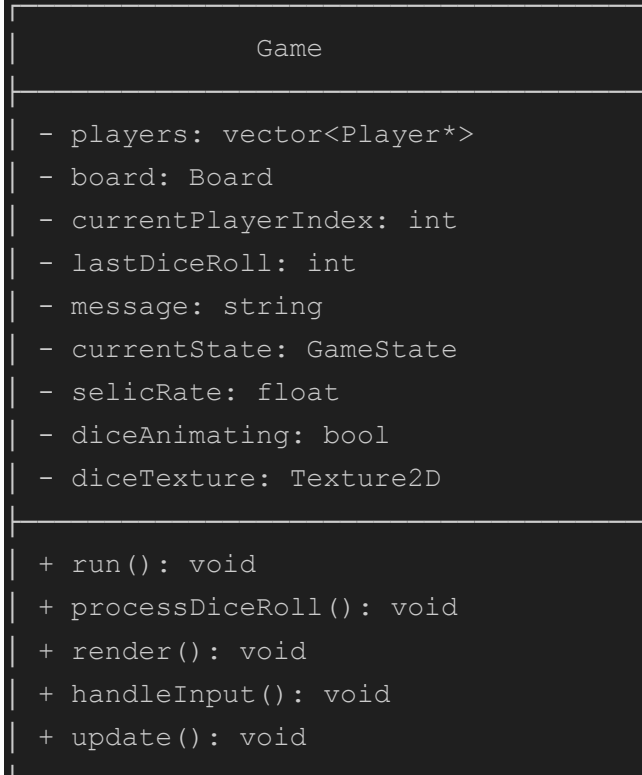 Game
- players: vector<Player*>
- board: Board
- currentPlayerIndex: int
- lastDiceRoll: int
- message: string
- currentState: GameState
- selicRate: float
- diceAnimating: bool
- diceTexture: Texture2D
+ run(): void
+ processDiceRoll(): void
+ render(): void
+ handleInput(): void
+ update(): void